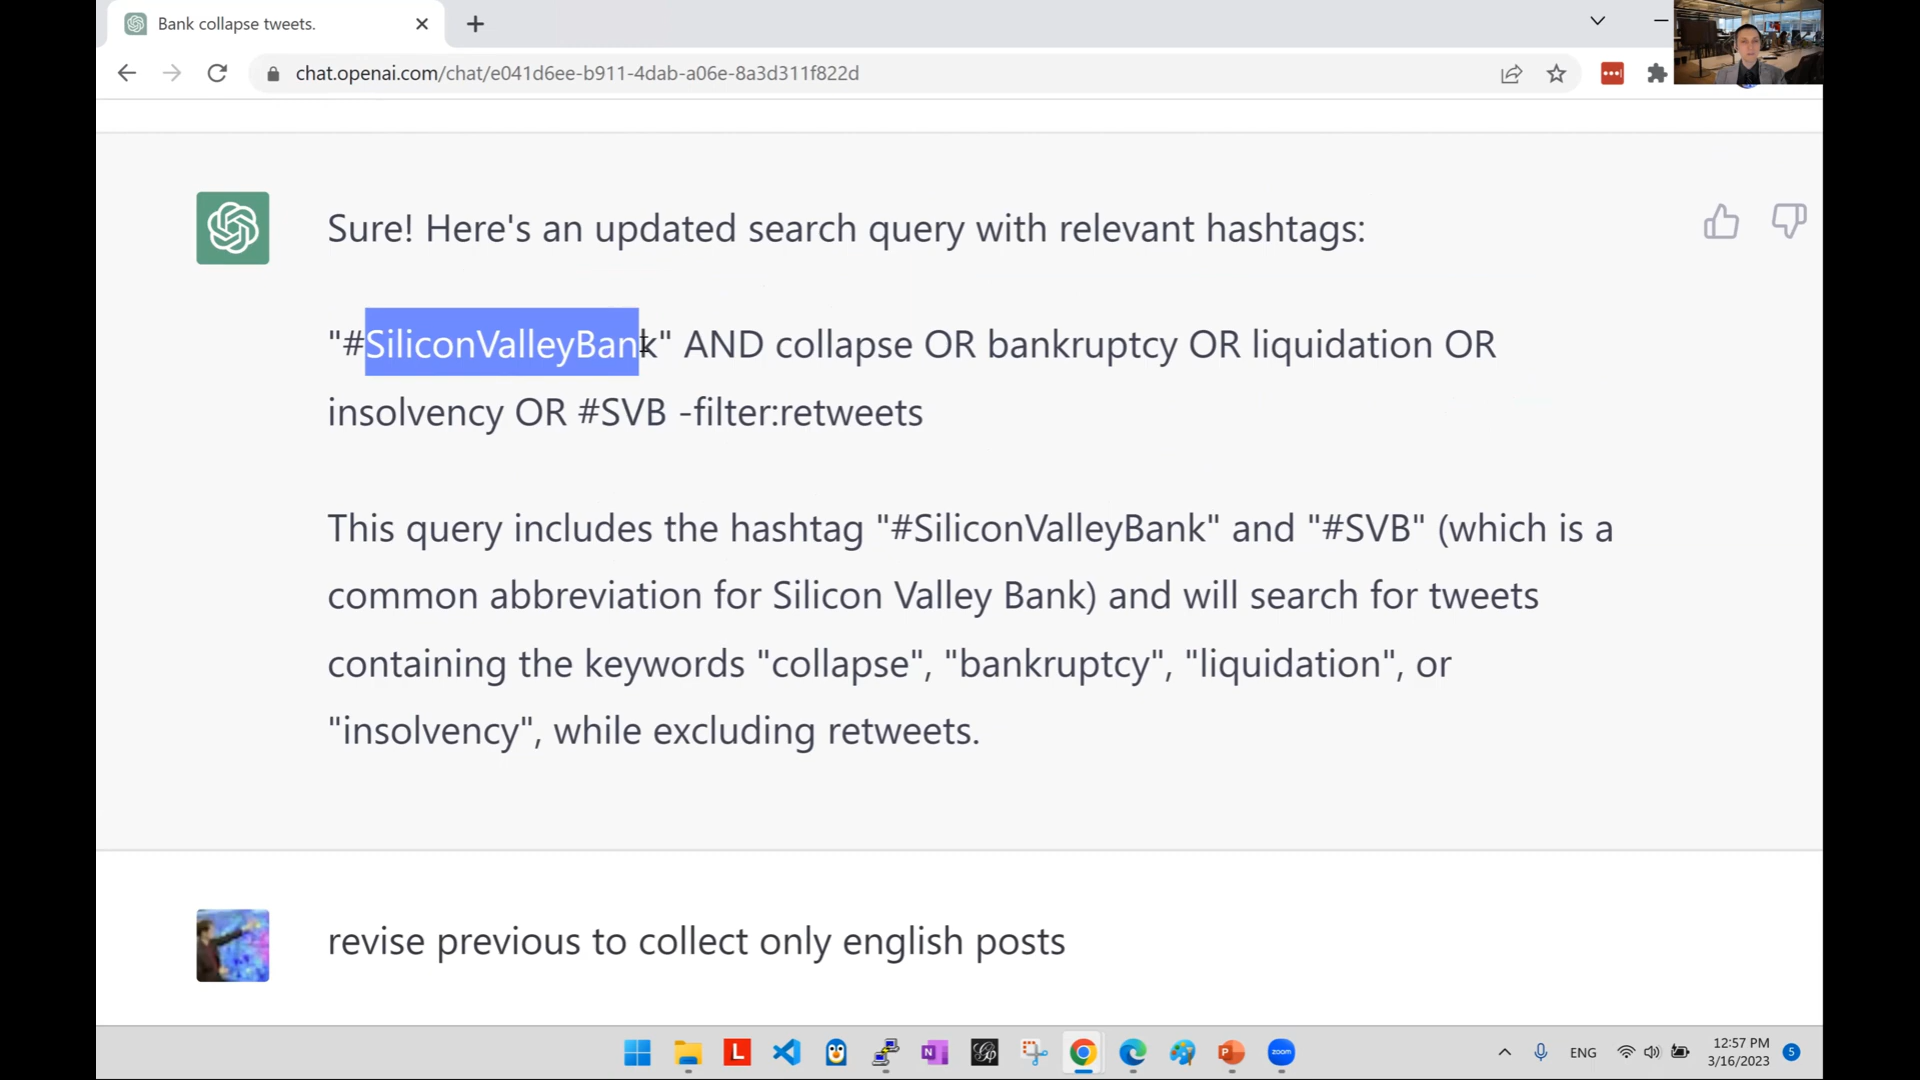 Bank collapse tweets.
chat.openai.com/chat/e041d6ee-b911-4dab-a06e-8a3d311f822d
Sure! Here's an updated search query with relevant hashtags:
"#SiliconValleyBank" AND collapse OR bankruptcy OR liquidation OR
insolvency OR #SVB -filter:retweets
This query includes the hashtag "#SiliconValleyBank" and "#SVB" (which is a
common abbreviation for Silicon Valley Bank) and will search for tweets
containing the keywords "collapse", "bankruptcy", "liquidation", or
"insolvency", while excluding retweets.
revise previous to collect only english posts
L
N
P
zoom
ENG
12:57 PM
3/16/2023
5